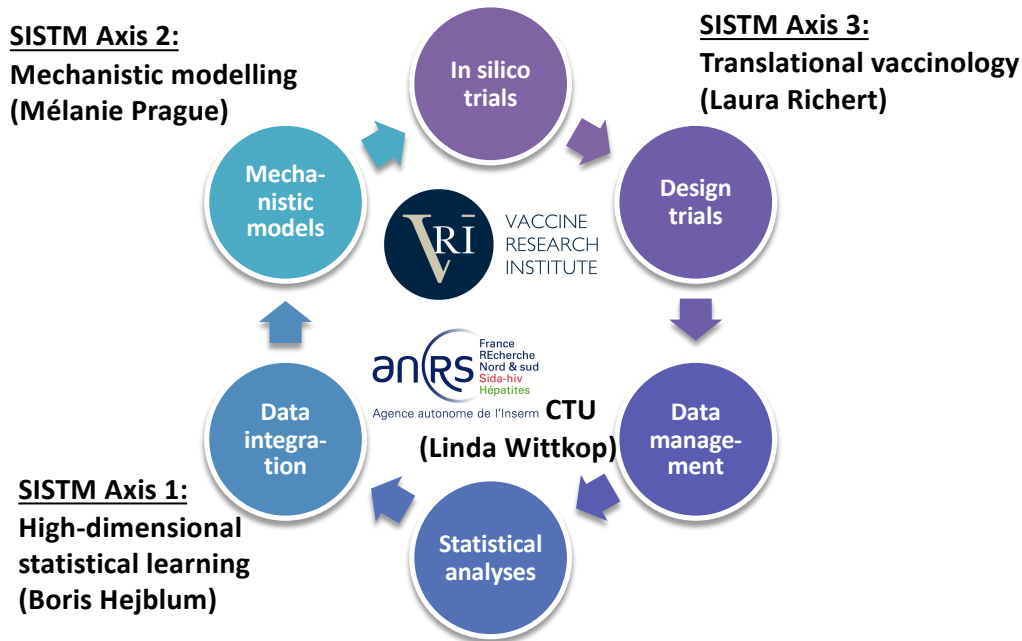 SISTM Axis 2:
Mechanistic modelling
(Mélanie Prague)
In silico
trials
SISTM Axis 3:
Translational vaccinology
(Laura Richert)
Mecha-
nistic
models
Design
trials
VRI
VACCINE
RESEARCH
INSTITUTE
anRS
France
REcherche
Nord & sud
Sida-hiv
Hépatites
Agence autonome de l'Inserm
CTU
(Linda Wittkop)
Data
integra-
tion
Data
manage-
ment
SISTM Axis 1:
High-dimensional
statistical learning
(Boris Hejblum)
Statistical
analyses